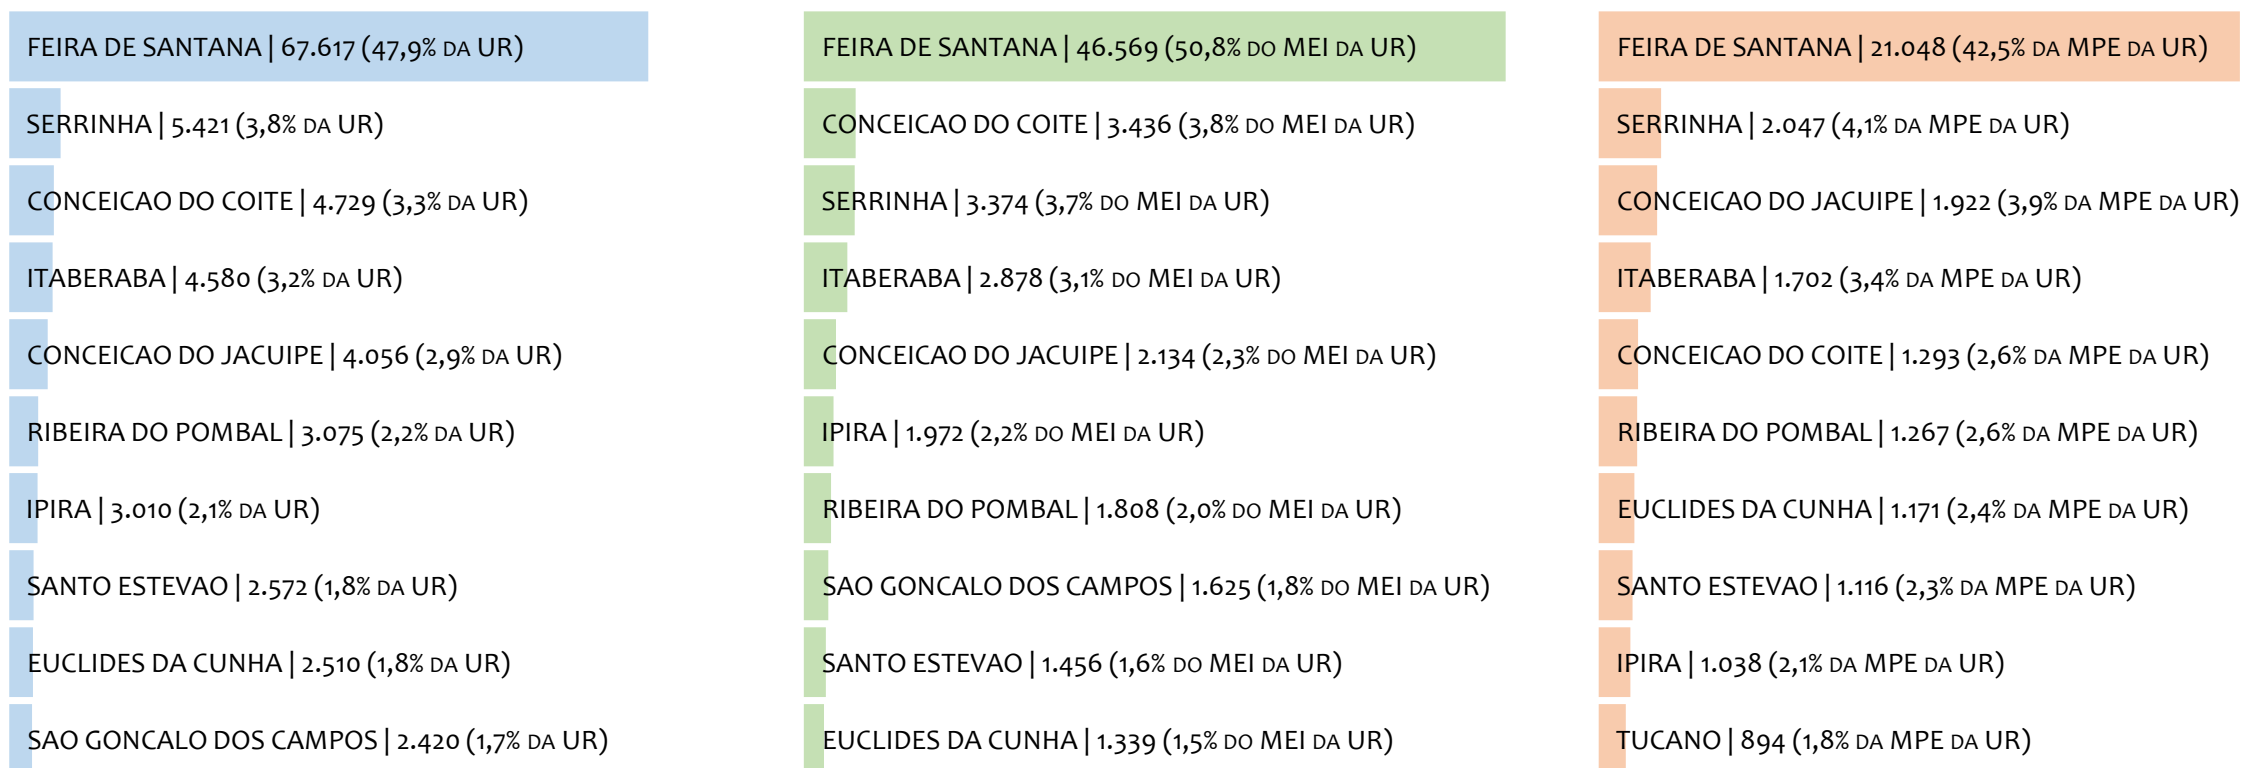 FEIRA DE SANTANA | 67.617 (47,9% DA UR)
SERRINHA | 5.421 (3,8% DA UR)
CONCEICAO DO COITE | 4.729 (3,3% DA UR)
ITABERABA | 4.580 (3,2% DA UR)
CONCEICAO DO JACUIPE | 4.056 (2,9% DA UR)
RIBEIRA DO POMBAL | 3.075 (2,2% DA UR)
IPIRA | 3.010 (2,1% DA UR)
SANTO ESTEVAO | 2.572 (1,8% DA UR)
EUCLIDES DA CUNHA | 2.510 (1,8% DA UR)
SAO GONCALO DOS CAMPOS | 2.420 (1,7% DA UR)
FEIRA DE SANTANA | 46.569 (50,8% DO MEI DA UR)
CONCEICAO DO COITE | 3.436 (3,8% DO MEI DA UR)
SERRINHA | 3.374 (3,7% DO MEI DA UR)
ITABERABA | 2.878 (3,1% DO MEI DA UR)
CONCEICAO DO JACUIPE | 2.134 (2,3% DO MEI DA UR)
IPIRA | 1.972 (2,2% DO MEI DA UR)
RIBEIRA DO POMBAL | 1.808 (2,0% DO MEI DA UR)
SAO GONCALO DOS CAMPOS | 1.625 (1,8% DO MEI DA UR)
SANTO ESTEVAO | 1.456 (1,6% DO MEI DA UR)
EUCLIDES DA CUNHA | 1.339 (1,5% DO MEI DA UR)
FEIRA DE SANTANA | 21.048 (42,5% DA MPE DA UR)
SERRINHA | 2.047 (4,1% DA MPE DA UR)
CONCEICAO DO JACUIPE | 1.922 (3,9% DA MPE DA UR)
ITABERABA | 1.702 (3,4% DA MPE DA UR)
CONCEICAO DO COITE | 1.293 (2,6% DA MPE DA UR)
RIBEIRA DO POMBAL | 1.267 (2,6% DA MPE DA UR)
EUCLIDES DA CUNHA | 1.171 (2,4% DA MPE DA UR)
SANTO ESTEVAO | 1.116 (2,3% DA MPE DA UR)
IPIRA | 1.038 (2,1% DA MPE DA UR)
TUCANO | 894 (1,8% DA MPE DA UR)